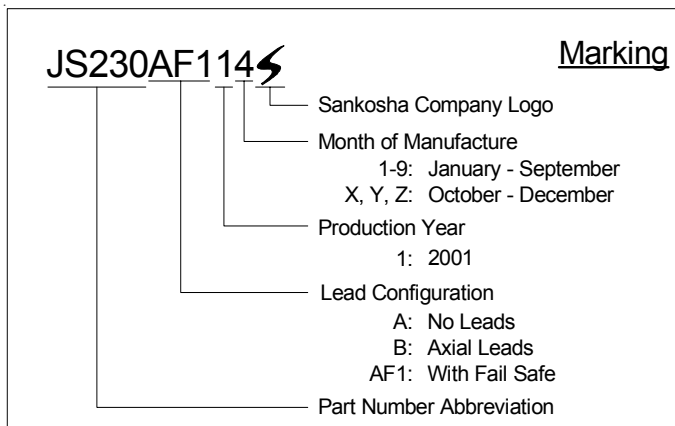 Marking
JS230AF114
Sankosha Company Logo
Month of Manufacture
1-9: January - September
X, Y, Z: October - December
Production Year
1: 2001
Lead Configuration
A: No Leads
B: Axial Leads
AF1: With Fail Safe
Part Number Abbreviation